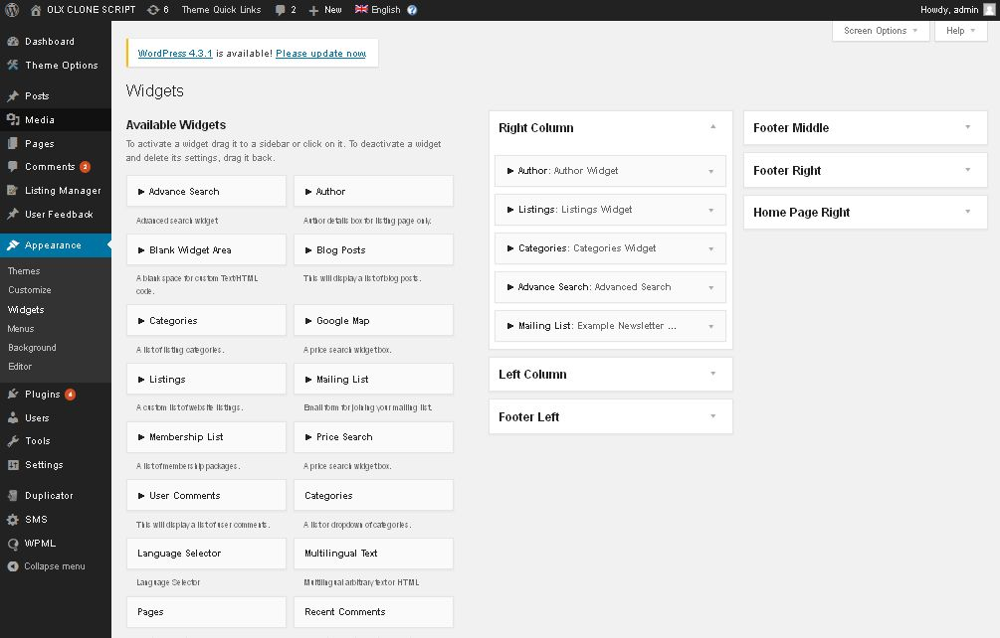 OLX CLONE SCRIPT 6 Theme Quick Links 2 New English Howdy, admin
Screen Options Help
Dashboard
Theme Options
Posts
Media
Pages
Comments 2
Listing Manager
User Feedback
Appearance
Themes
Customize
Widgets
Menus
Background
Editor
Plugins 4
Users
Tools
Settings
Duplicator
SMS
WPML
Collapse menu
WordPress 4.3.1 is available! Please update now.
Widgets
Available Widgets
To activate a widget drag it to a sidebar or click on it. To deactivate a widget
and delete its settings, drag it back.
Advance Search
Advanced search widget
Author
Author details box for listing page only.
Blank Widget Area
A blank space for custom Text/HTML
code.
Blog Posts
This will display a list of blog posts.
Categories
A list of listing categories.
Google Map
A price search widget box.
Listings
A custom list of website listings.
Mailing List
Email form for joining your mailing list.
Membership List
A list of membership packages.
Price Search
A price search widget box.
User Comments
This will display a list of user comments.
Categories
A list or dropdown of categories.
Language Selector
Language Selector
Multilingual Text
Multilingual arbitrary text or HTML
Pages
Recent Comments
Right Column
Author: Author Widget
Listings: Listings Widget
Categories: Categories Widget
Advance Search: Advanced Search
Mailing List: Example Newsletter ...
Left Column
Footer Left
Footer Middle
Footer Right
Home Page Right